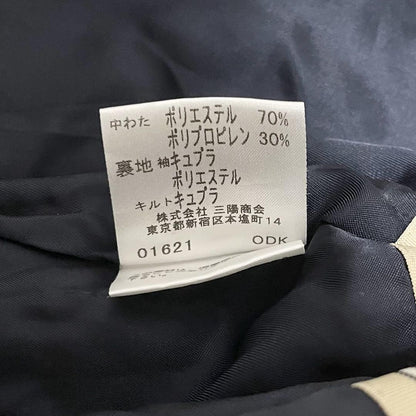 中わた ポリエステル 70%
ポリプロピレン 30%
裏地 袖キュプラ
ポリエステル
キルトキュプラ
株式会社 三陽商会
東京都新宿区本塩町14
01621 ODK